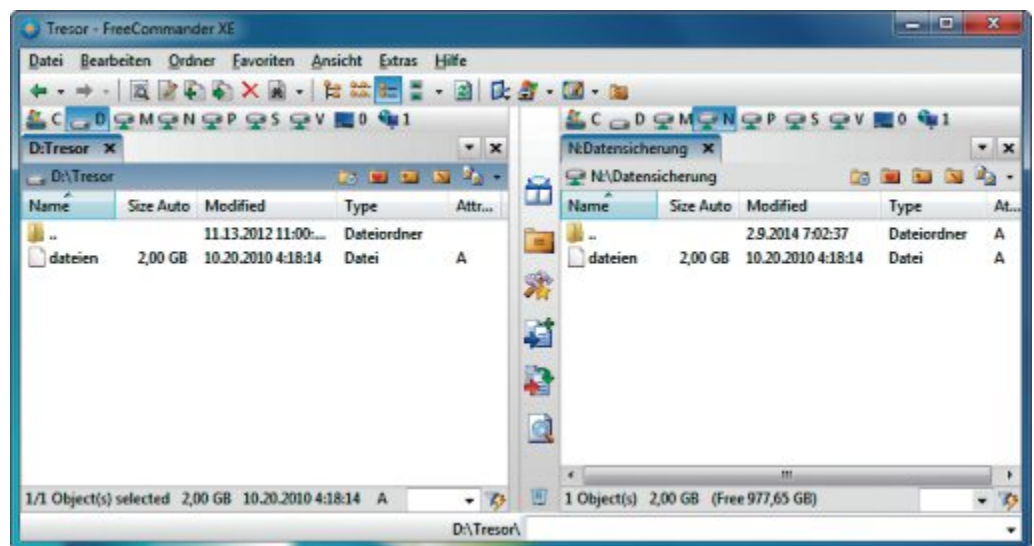 Tresor - FreeCommander XE
Datei Bearbeiten Ordner Favoriten Ansicht Extras Hilfe
C D M N P S V 0 1
C D M N P S V 0 1
D:Tresor
N:Datensicherung
D:\Tresor
N:\Datensicherung
Name Size Auto Modified Type Attr...
.. 11.13.2012 11:00:... Dateiordner
dateien 2,00 GB 10.20.2010 4:18:14 Datei A
Name Size Auto Modified Type At...
.. 2.9.2014 7:02:37 Dateiordner A
dateien 2,00 GB 10.20.2010 4:18:14 Datei A
1/1 Object(s) selected 2,00 GB 10.20.2010 4:18:14 A
1 Object(s) 2,00 GB (Free 977,65 GB)
D:\Tresor\